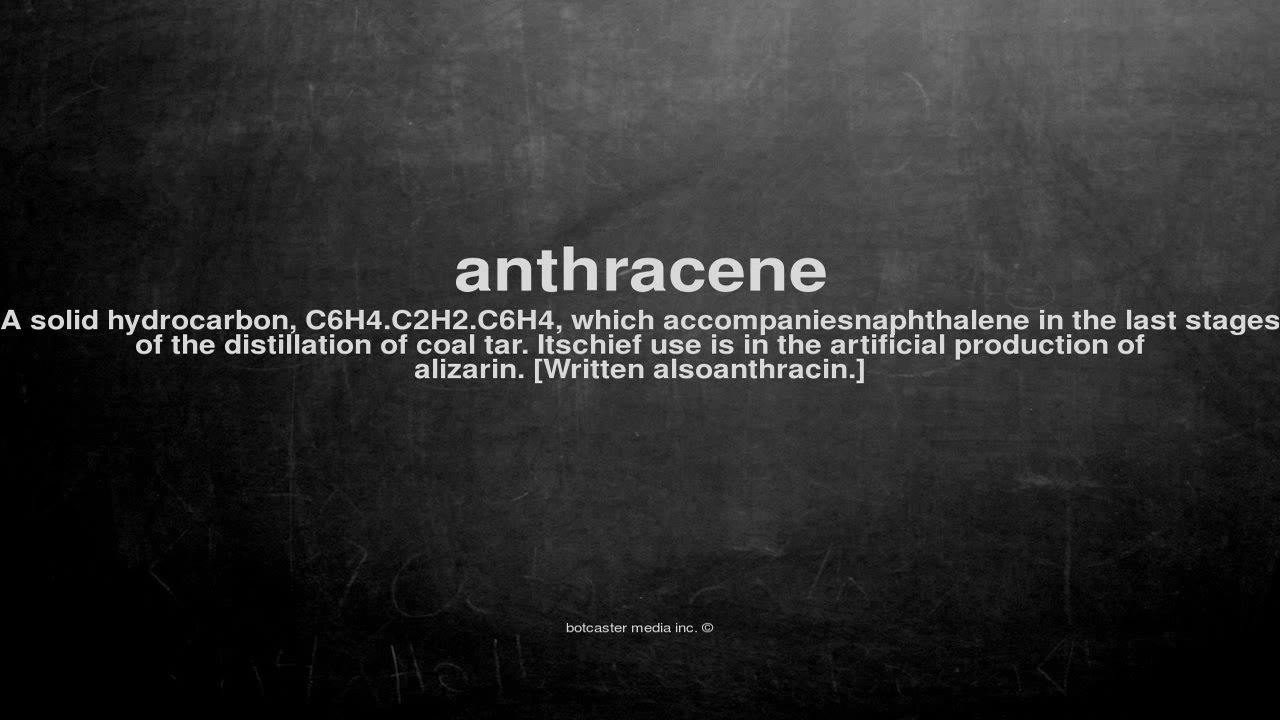 anthracene
A solid hydrocarbon, C6H4.C2H2.C6H4, which accompaniesnaphthalene in the last stages
of the distillation of coal tar. Itschief use is in the artificial production of
alizarin. [Written alsoanthracin.]
botcaster media inc. ©